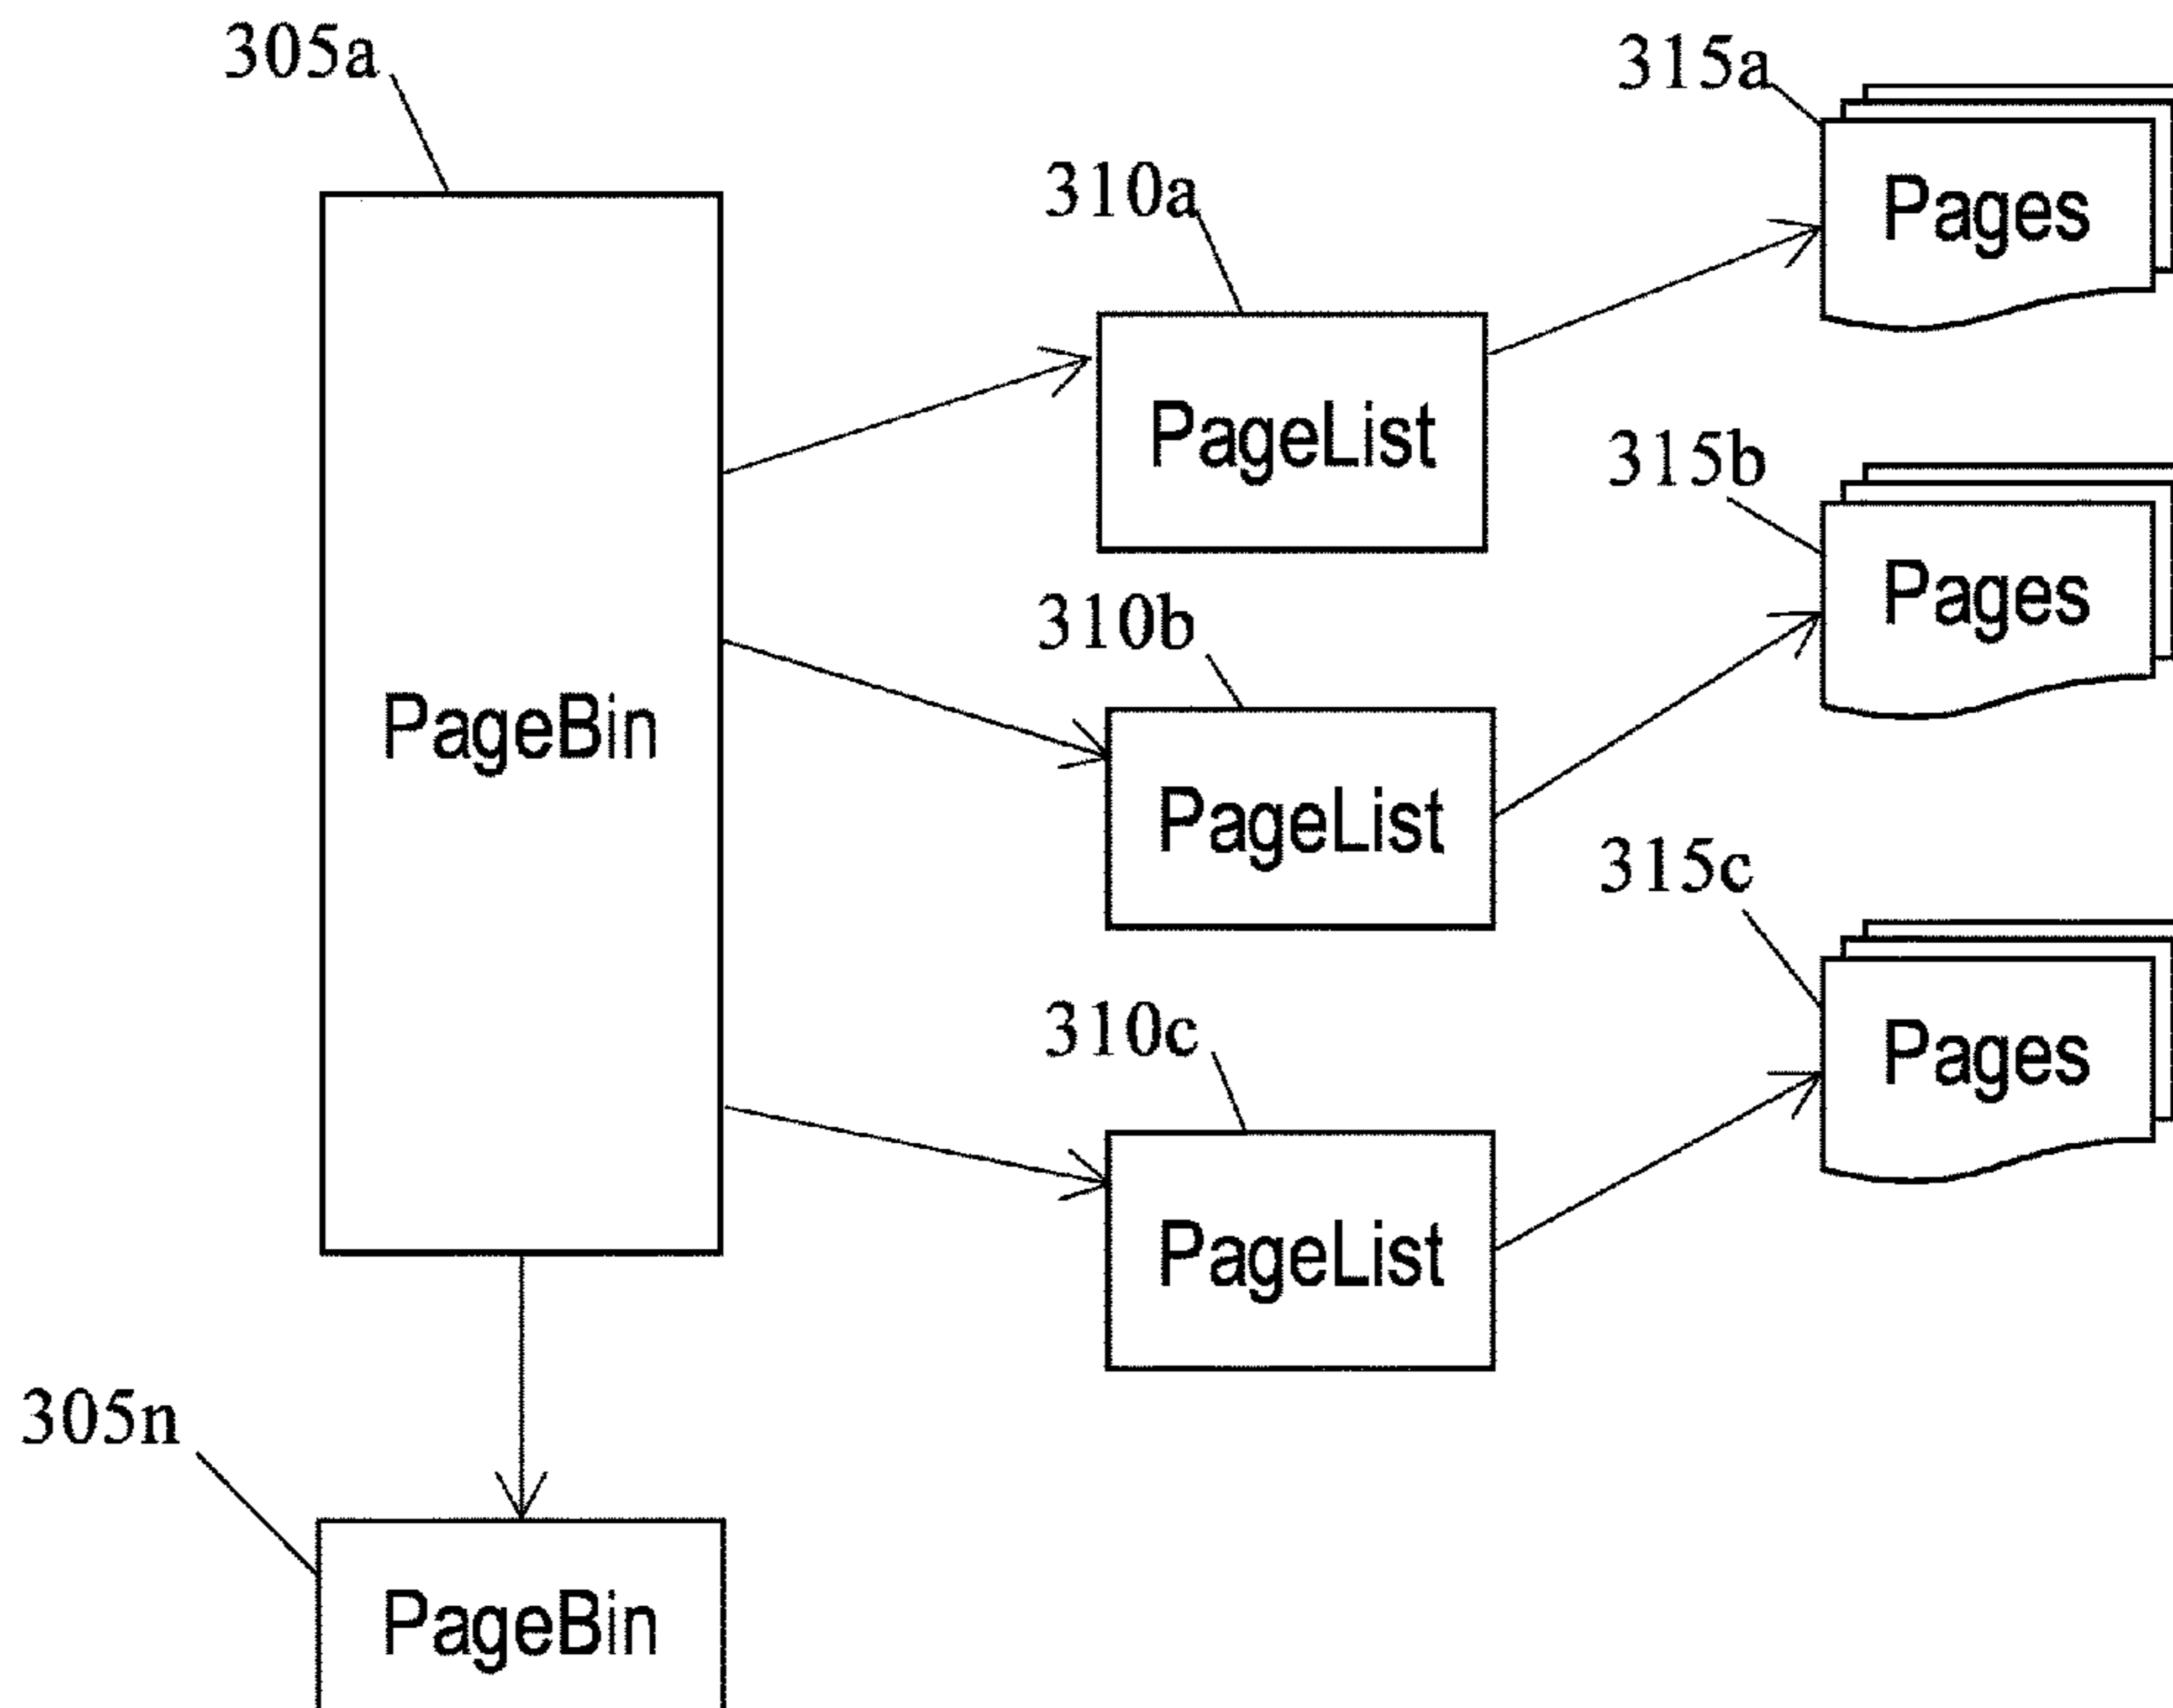 305a
315a
310a
Pages
PageList
315b
310b
Pages
PageBin
PageList
315c
310c
Pages
PageList
305n
PageBin